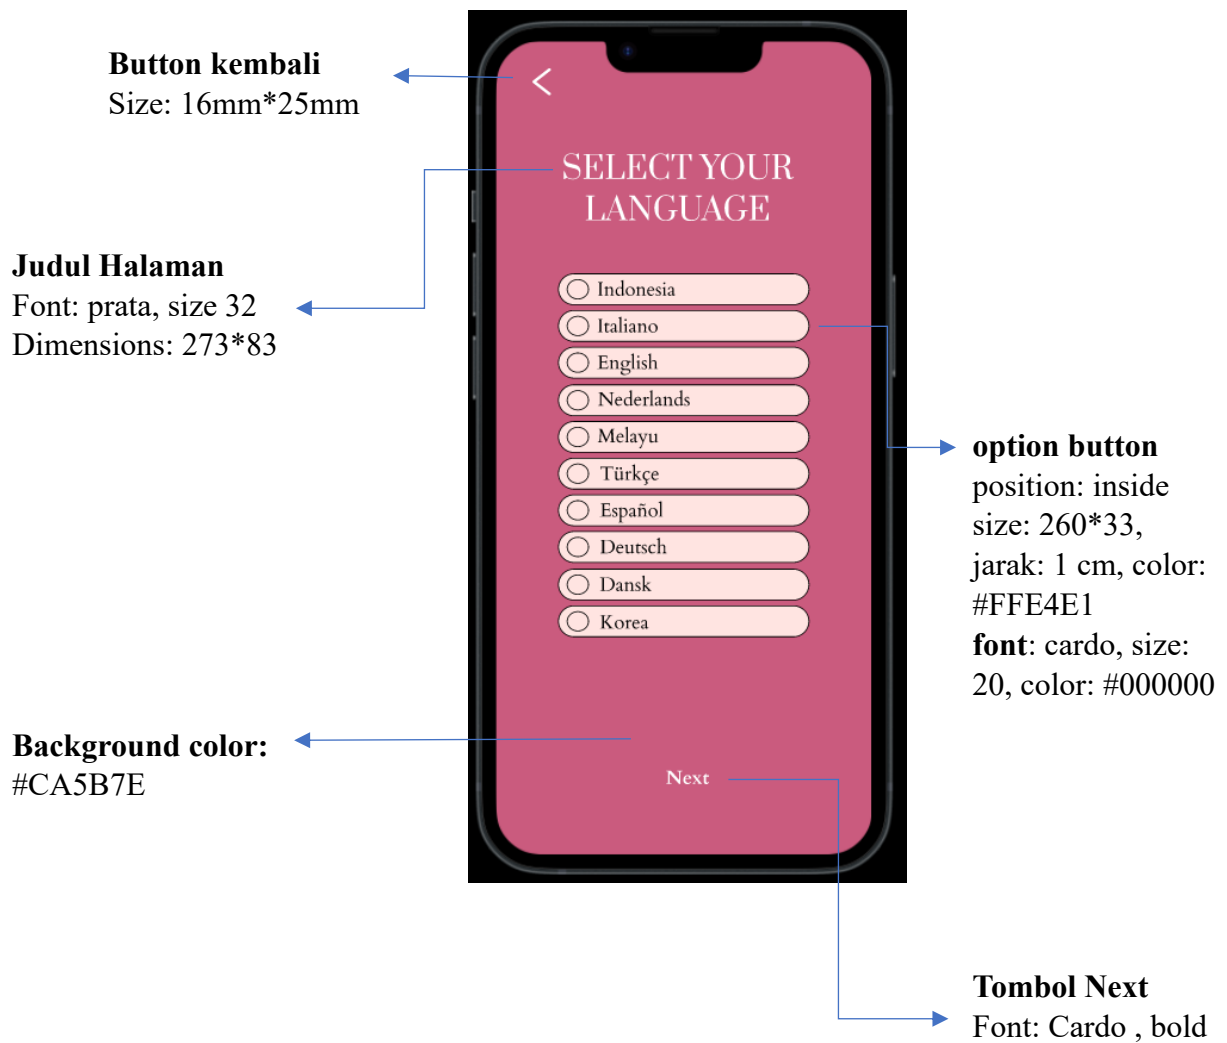 Button kembali
Size: 16mm*25mm
Judul Halaman
Font: prata, size 32
Dimensions: 273*83
Background color:
#CA5B7E
SELECT YOUR
LANGUAGE
Indonesia
Italiano
English
Nederlands
Melayu
Türkçe
Español
Deutsch
Dansk
Korea
Next
option button
position: inside
size: 260*33,
jarak: 1 cm, color:
#FFE4E1
font: cardo, size:
20, color: #000000
Tombol Next
Font: Cardo , bold